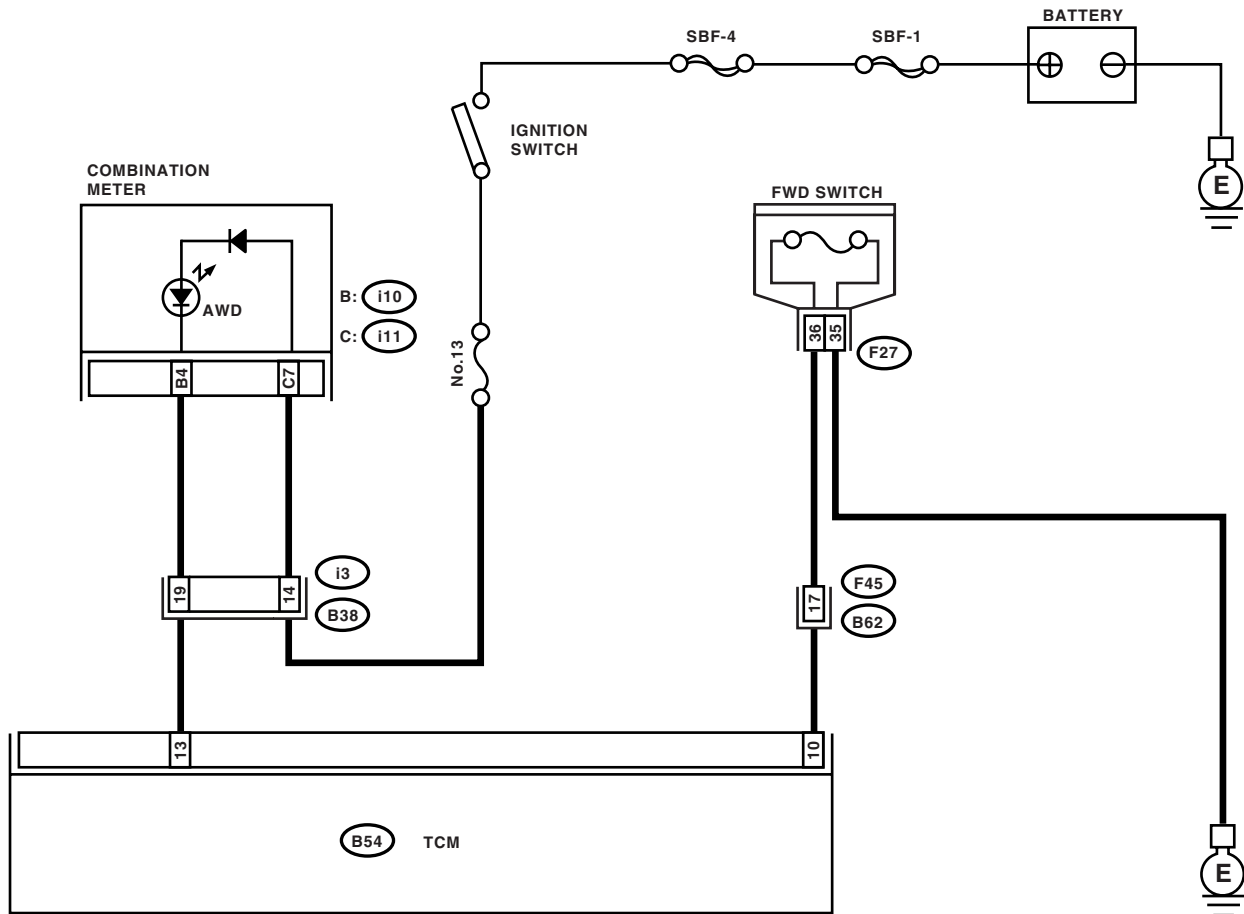 BATTERY
SBF-4
SBF-1
IGNITION
SWITCH
E
COMBINATION
METER
FWD SWITCH
AWD
B: i10
C: i11
No.13
36
35
F27
B4
C7
19
14
i3
B38
17
F45
B62
13
10
B54
TCM
E